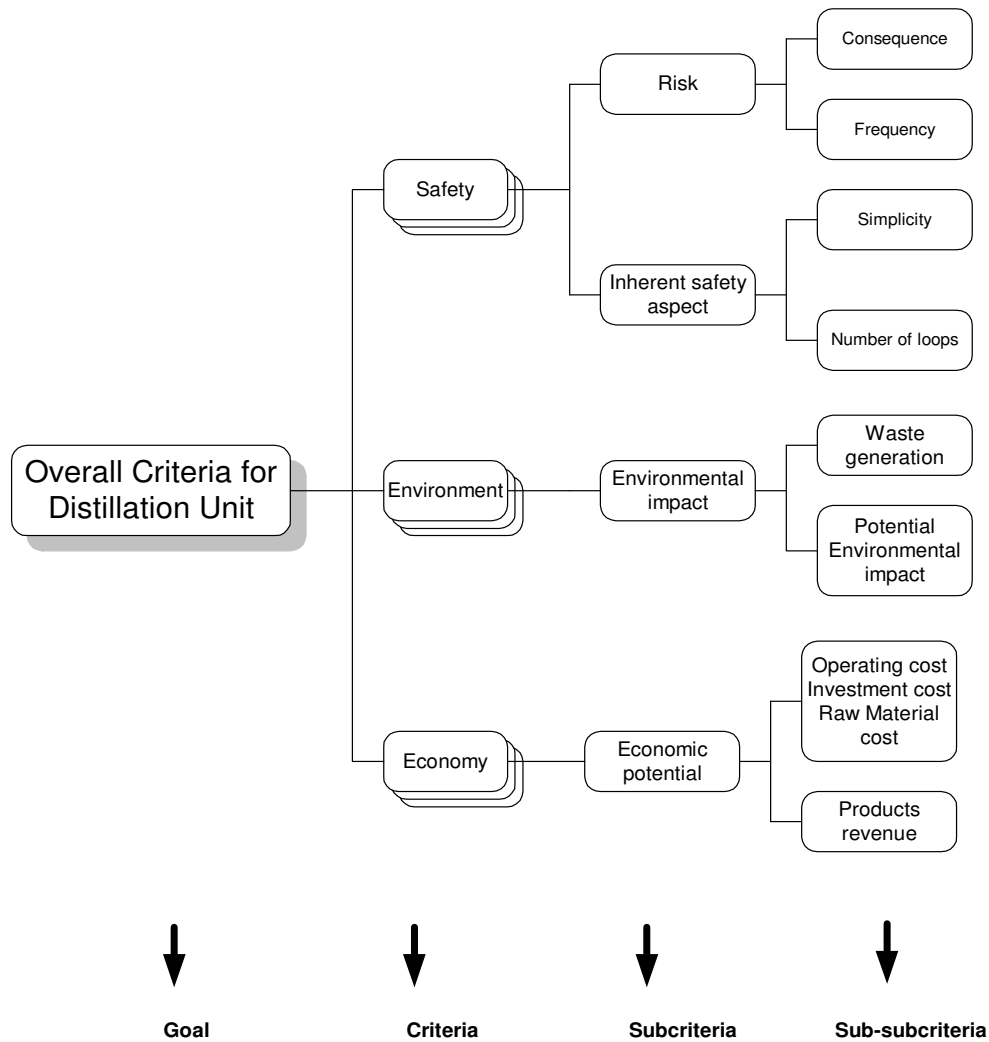 Overall Criteria for
Distillation Unit
Safety
Environment
Economy
Risk
Inherent safety
aspect
Environmental
impact
Economic
potential
Consequence
Frequency
Simplicity
Number of loops
Waste
generation
Potential
Environmental
impact
Operating cost
Investment cost
Raw Material
cost
Products
revenue
Goal
Criteria
Subcriteria
Sub-subcriteria